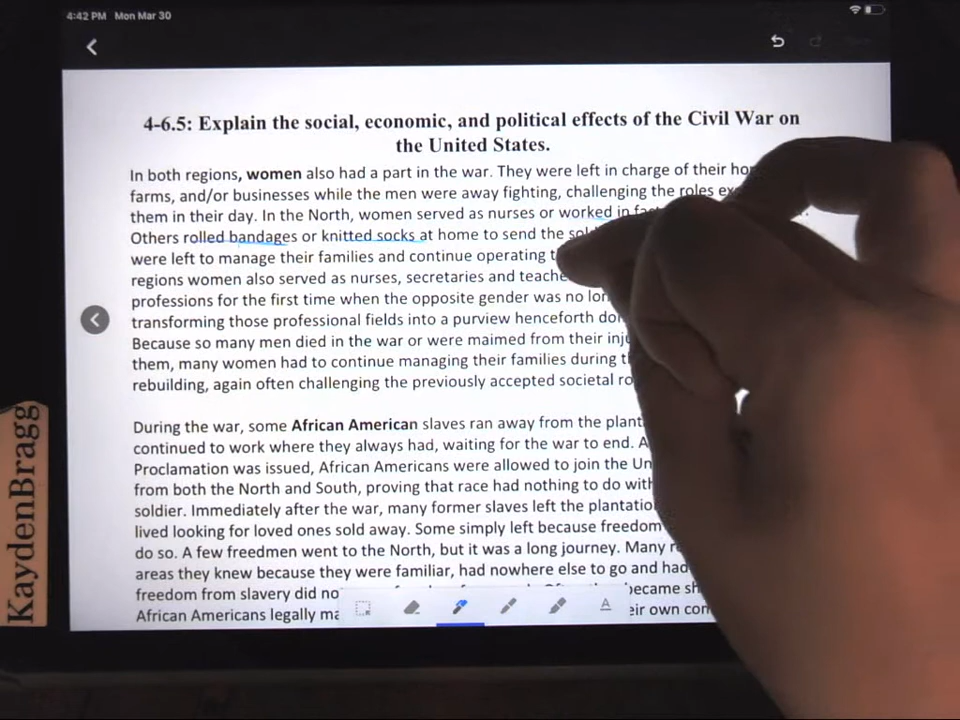 4:42 PM Mon Mar 30
4-6.5: Explain the social, economic, and political effects of the Civil War on
the United States.
In both regions, women also had a part in the war. They were left in charge of their
farms, and/or businesses while the men were away fighting, challenging the roles
them in their day. In the North, women served as nurses or worked in
Others rolled bandages or knitted socks at home to send the
were left to manage their families and continue operating
regions women also served as nurses, secretaries and
professions for the first time when the opposite gender was no
transforming those professional fields into a purview henceforth
Because so many men died in the war or were maimed from their
them, many women had to continue managing their families during
rebuilding, again often challenging the previously accepted societal
During the war, some African American slaves ran away from the
continued to work where they always had, waiting for the war to end.
Proclamation was issued, African Americans were allowed to join the
from both the North and South, proving that race had nothing to do with
soldier. Immediately after the war, many former slaves left the
lived looking for loved ones sold away. Some simply left because freedom
do so. A few freedmen went to the North, but it was a long journey. Many
areas they knew because they were familiar, had nowhere else to go and had
freedom from slavery did became
African Americans legally own
A
KaydenBragg